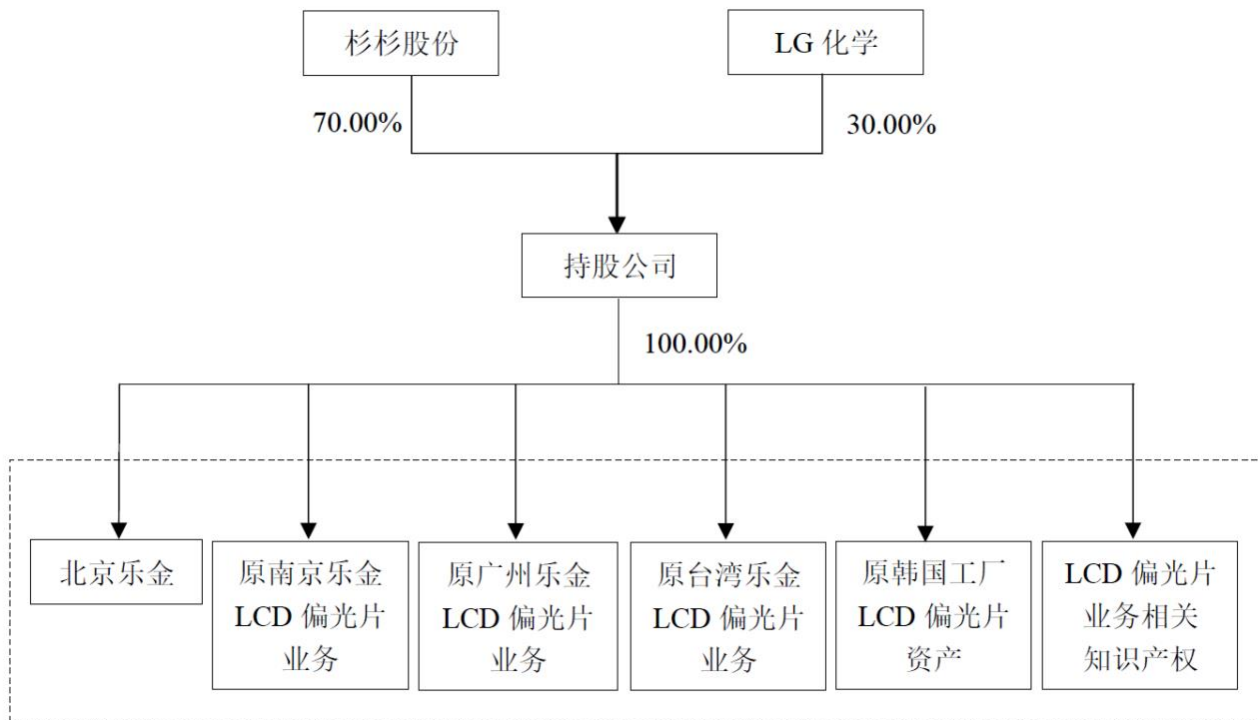 杉杉股份
LG 化学
70.00%
30.00%
持股公司
100.00%
北京乐金
原南京乐金
LCD 偏光片
业务
原广州乐金
LCD 偏光片
业务
原台湾乐金
LCD 偏光片
业务
原韩国工厂
LCD 偏光片
资产
LCD 偏光片
业务相关
知识产权